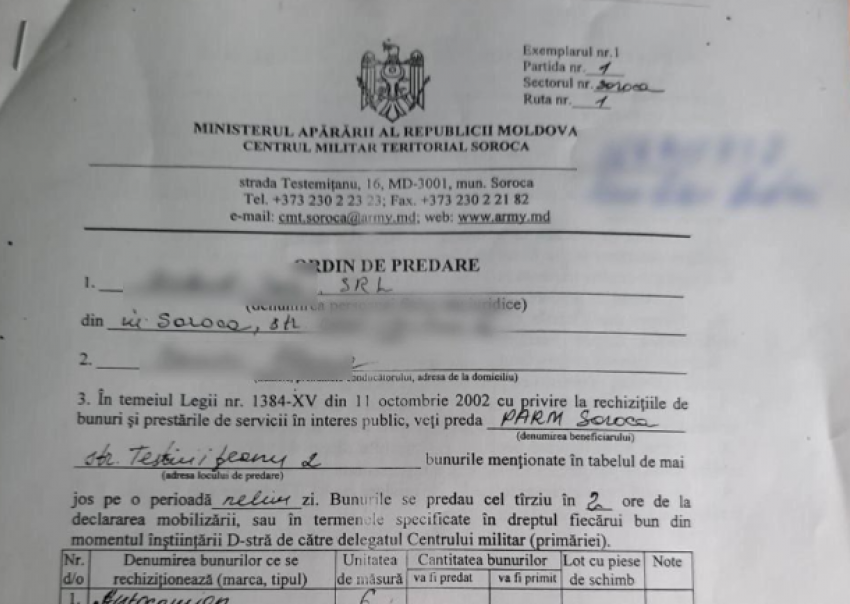 Exemplarul nr.1
Partida nr. 1
Sectorul nr. Soroca
Ruta nr. 1
MINISTERUL APĂRĂRII AL REPUBLICII MOLDOVA
CENTRUL MILITAR TERITORIAL SOROCA
strada Testemițanu, 16, MD-3001, mun. Soroca
Tel. +373 230 2 23 23; Fax. +373 230 2 21 82
e-mail: cmt.soroca@army.md; web: www.army.md
ORDIN DE PREDARE
1. SRL
(denumirea
din Soroca, str
2.
conducătorului, adresa de la domiciliu)
3. În temeiul Legii nr. 1384-XV din 11 octombrie 2002 cu privire la rechizițiile de
bunuri și prestările de servicii în interes public, veți preda PARM Soroca
(denumirea beneficiarului)
str. 2 bunurile menționate în tabelul de mai
(adresa locului de predare)
jos pe o perioadă zi. Bunurile se predau cel tîrziu în 2 ore de la
declararea mobilizării, sau în termenele specificate în dreptul fiecărui bun din
momentul înștiințării D-stră de către delegatul Centrului militar (primăriei).
Nr. d/o
Denumirea bunurilor ce se rechiziționează (marca, tipul)
Unitatea de măsură
Cantitatea bunurilor
va fi predat
va fi primit
Lot cu piese de schimb
Note
1.